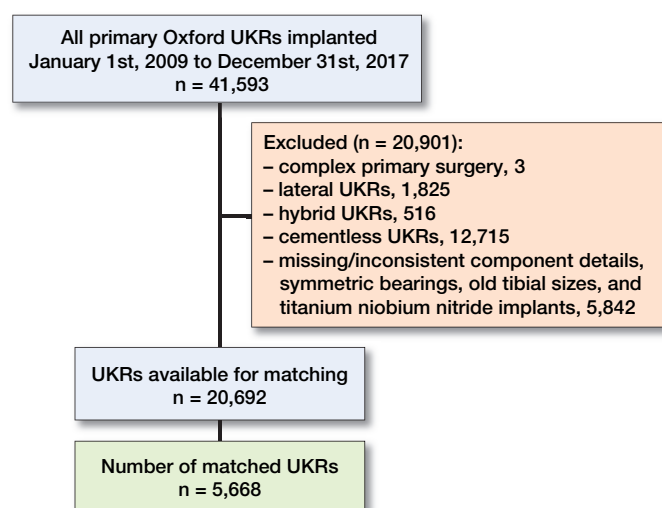 All primary Oxford UKRs implanted
January 1st, 2009 to December 31st, 2017
n = 41,593
Excluded (n = 20,901):
– complex primary surgery, 3
– lateral UKRs, 1,825
– hybrid UKRs, 516
– cementless UKRs, 12,715
– missing/inconsistent component details,
symmetric bearings, old tibial sizes, and
titanium niobium nitride implants, 5,842
UKRs available for matching
n = 20,692
Number of matched UKRs
n = 5,668